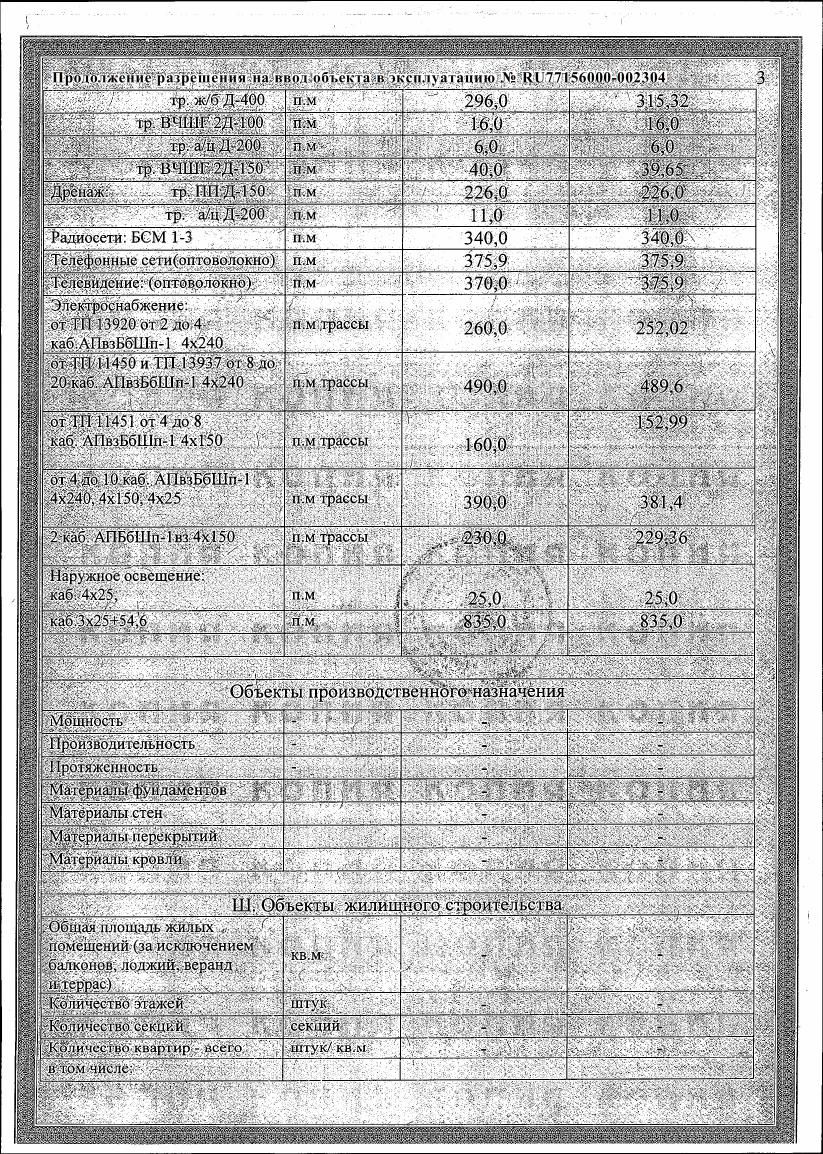 Продолжение разрешения на ввод объекта в эксплуатацию № RU77156000-002304 3
тр. ж/б Д-400 п.м 296,0 315,32
тр. ВЧШГ 2Д-100 п.м 16,0 16,0
тр. а/ц Д-200 п.м 6,0 6,0
тр. ВЧШГ 2Д-150 п.м 40,0 39,65
Дренаж: тр. ПП Д-150 п.м 226,0 226,0
тр. а/ц Д-200 п.м 11,0 11,0
Радиосети: БСМ 1-3 п.м 340,0 340,0
Телефонные сети(оптоволокно) п.м 375,9 375,9
Телевидение: (оптоволокно) п.м 370,0 375,9
Электроснабжение:
от ТП 13920 от 2 до 4 п.м трассы 260,0 252,02
каб.АПвзБбШп-1 4х240
от ТП 11450 и ТП 13937 от 8 до
20 каб. АПвзБбШп-1 4х240 п.м трассы 490,0 489,6
от ТП 11451 от 4 до 8 152,99
каб. АПвзБбШп-1 4х150 п.м трассы 160,0
от 4 до 10 каб. АПвзБбШп-1
4х240, 4х150, 4х25 п.м трассы 390,0 381,4
2 каб. АПБбШп-1вз 4х150 п.м трассы 230,0 229,36
Наружное освещение:
каб. 4х25, п.м 25,0 25,0
каб.3х25+54,6 п.м 835,0 835,0
Объекты производственного назначения
Мощность - -
Производительность - - -
Протяженность - - -
Материалы фундаментов - -
Материалы стен - -
Материалы перекрытий - -
Материалы кровли - -
Ш. Объекты жилищного строительства
Общая площадь жилых
помещений (за исключением
балконов, лоджий, веранд кв.м. - -
и террас)
Количество этажей штук - -
Количество секций секций - -
Количество квартир - всего штук/ кв.м - -
в том числе: